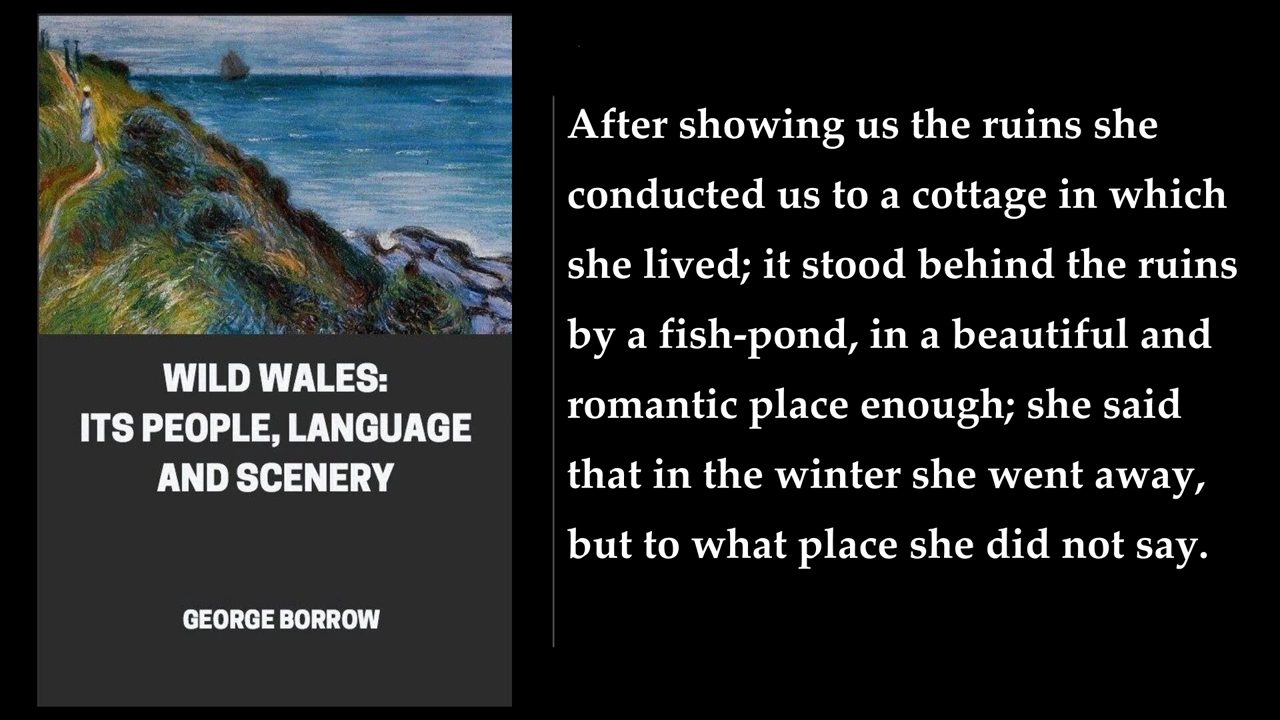 WILD WALES:
ITS PEOPLE, LANGUAGE
AND SCENERY
GEORGE BORROW
After showing us the ruins she
conducted us to a cottage in which
she lived; it stood behind the ruins
by a fish-pond, in a beautiful and
romantic place enough; she said
that in the winter she went away,
but to what place she did not say.